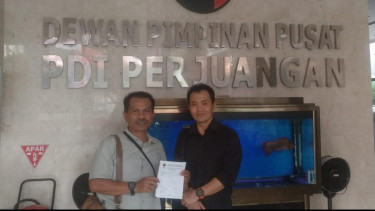 DEWAN PIMPINAN PUSAT
PDI PERJUANGAN
APAR